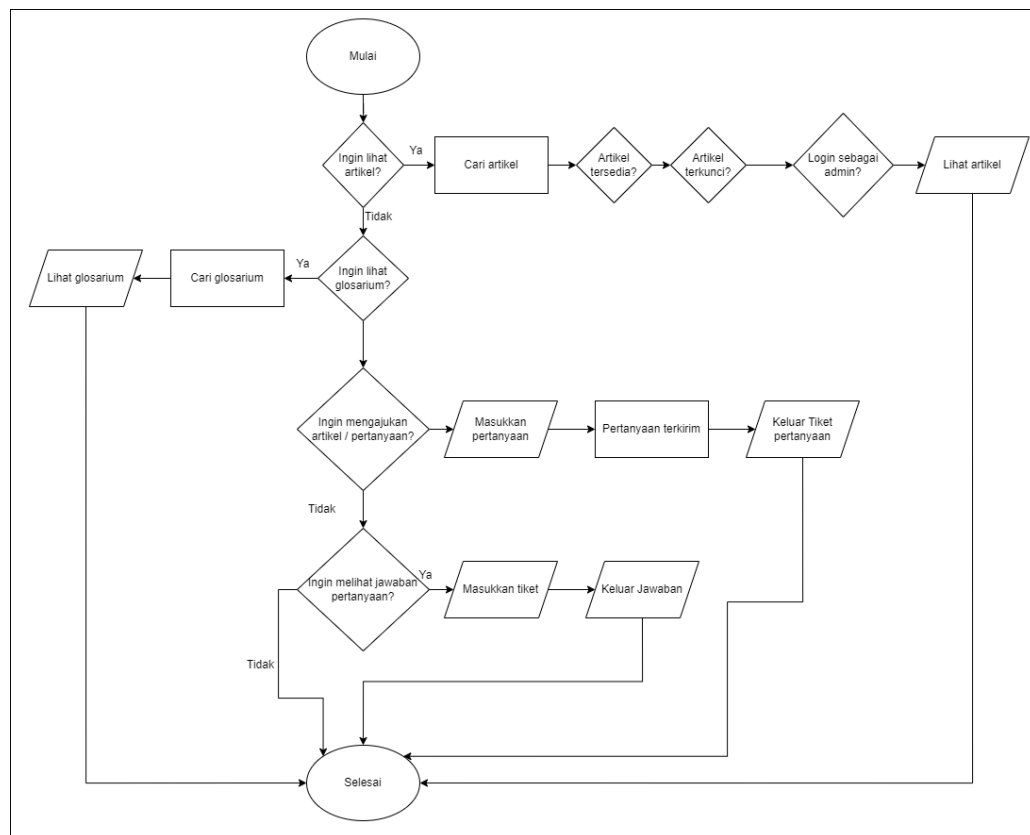 Mulai
Ingin lihat
artikel?
Ya
Cari artikel
Artikel
tersedia?
Artikel
terkunci?
Login sebagai
admin?
Lihat artikel
Tidak
Ingin lihat
glosarium?
Ya
Cari glosarium
Lihat glosarium
Ingin mengajukan
artikel / pertanyaan?
Masukkan
pertanyaan
Pertanyaan terkirim
Keluar Tiket
pertanyaan
Tidak
Ingin melihat jawaban
pertanyaan?
Ya
Masukkan tiket
Keluar Jawaban
Tidak
Selesai